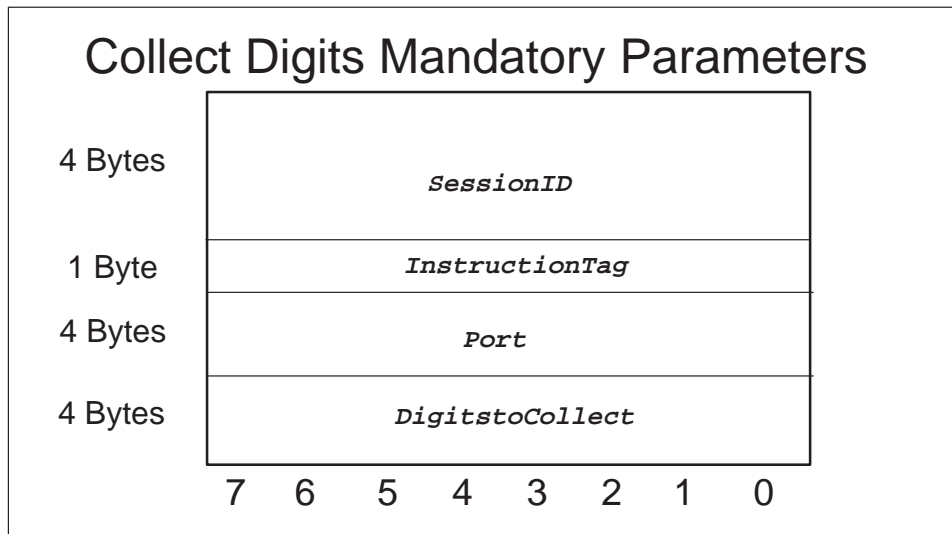 Collect Digits Mandatory Parameters
4 Bytes
SessionID
1 Byte
InstructionTag
4 Bytes
Port
4 Bytes
DigitstoCollect
7 6 5 4 3 2 1 0